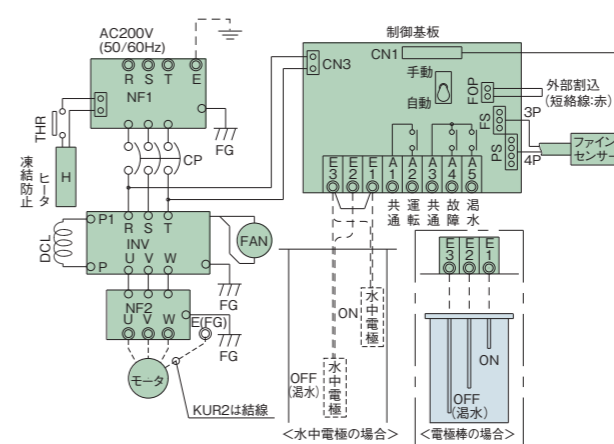 AC200V
(50/60Hz)
R S T E
NF1
FG
THR
H
凍結防止
ヒータ
CP
DCL
P1
P
R S T
INV
U V W
FAN
FG
NF2
U V W
E(FG)
FG
モータ
KUR2は結線
制御基板
CN3
CN1
手動
自動
FOP
外部割込
(短絡線:赤)
FS
3P
PS
4P
ファイン
センサー
E3 E2 E1 A1 A2 A3 A4 A5
共通 運転 共通 故障 渇水
ON
水中電極
OFF
(渇水)
水中電極
<水中電極の場合>
E3 E2 E1
ON
OFF
(渇水)
<電極棒の場合>